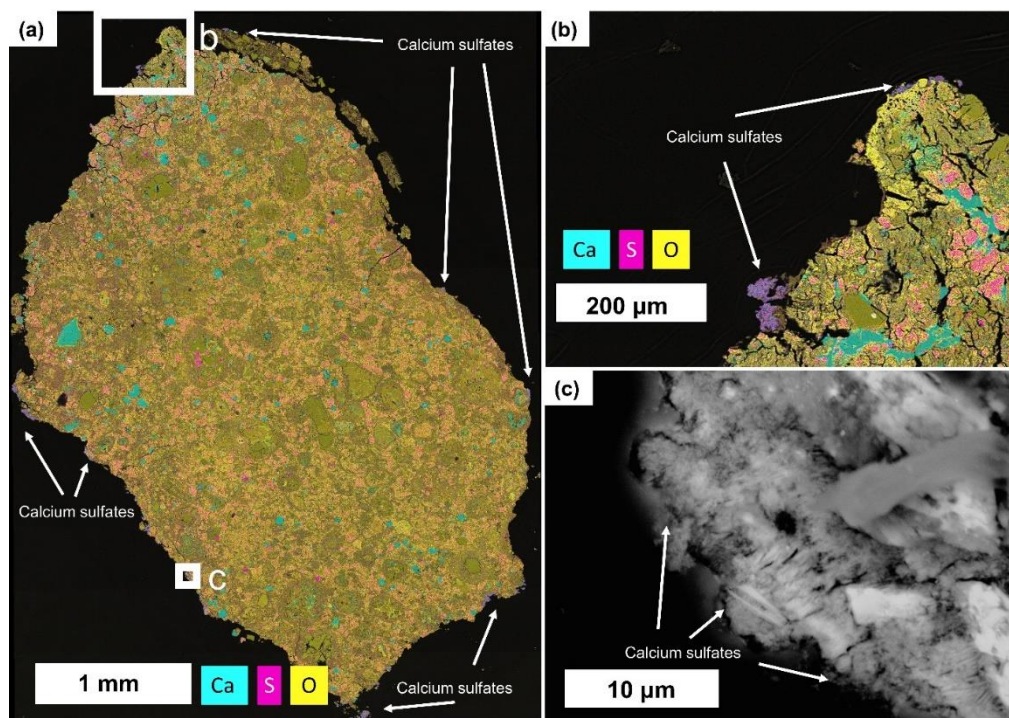 (a)
b
Calcium sulfates
Calcium sulfates
c
Calcium sulfates
1 mm
Ca
S
O
(b)
Calcium sulfates
Ca
S
O
200 µm
(c)
Calcium sulfates
10 µm